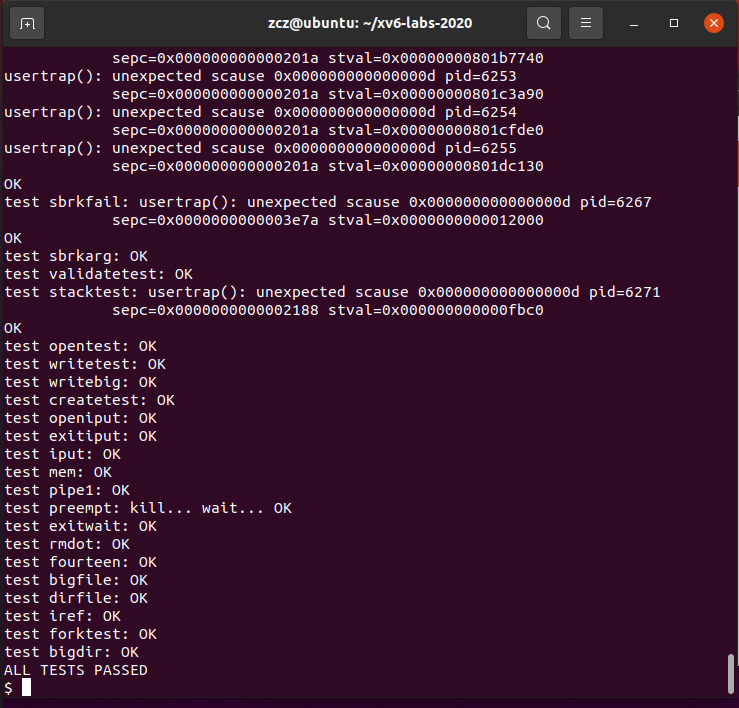 zcz@ubuntu: ~/xv6-labs-2020
            sepc=0x000000000000201a stval=0x00000000801b7740
usertrap(): unexpected scause 0x000000000000000d pid=6253
            sepc=0x000000000000201a stval=0x00000000801c3a90
usertrap(): unexpected scause 0x000000000000000d pid=6254
            sepc=0x000000000000201a stval=0x00000000801cfde0
usertrap(): unexpected scause 0x000000000000000d pid=6255
            sepc=0x000000000000201a stval=0x00000000801dc130
OK
test sbrkfail: usertrap(): unexpected scause 0x000000000000000d pid=6267
            sepc=0x0000000000003e7a stval=0x0000000000012000
OK
test sbrkarg: OK
test validatetest: OK
test stacktest: usertrap(): unexpected scause 0x000000000000000d pid=6271
            sepc=0x0000000000002188 stval=0x000000000000fbc0
OK
test opentest: OK
test writetest: OK
test writebig: OK
test createtest: OK
test openiput: OK
test exitiput: OK
test iput: OK
test mem: OK
test pipe1: OK
test preempt: kill... wait... OK
test exitwait: OK
test rmdot: OK
test fourteen: OK
test bigfile: OK
test dirfile: OK
test iref: OK
test forktest: OK
test bigdir: OK
ALL TESTS PASSED
$